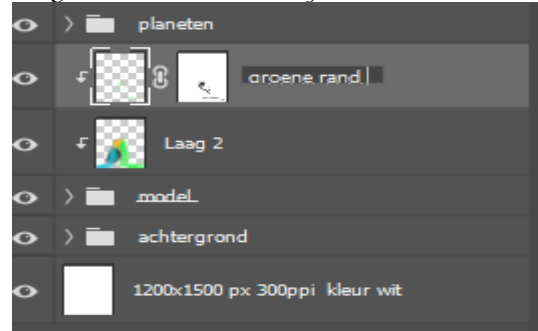 planeten
groene rand
Laag 2
model
achtergrond
1200x1500 px 300ppi kleur wit